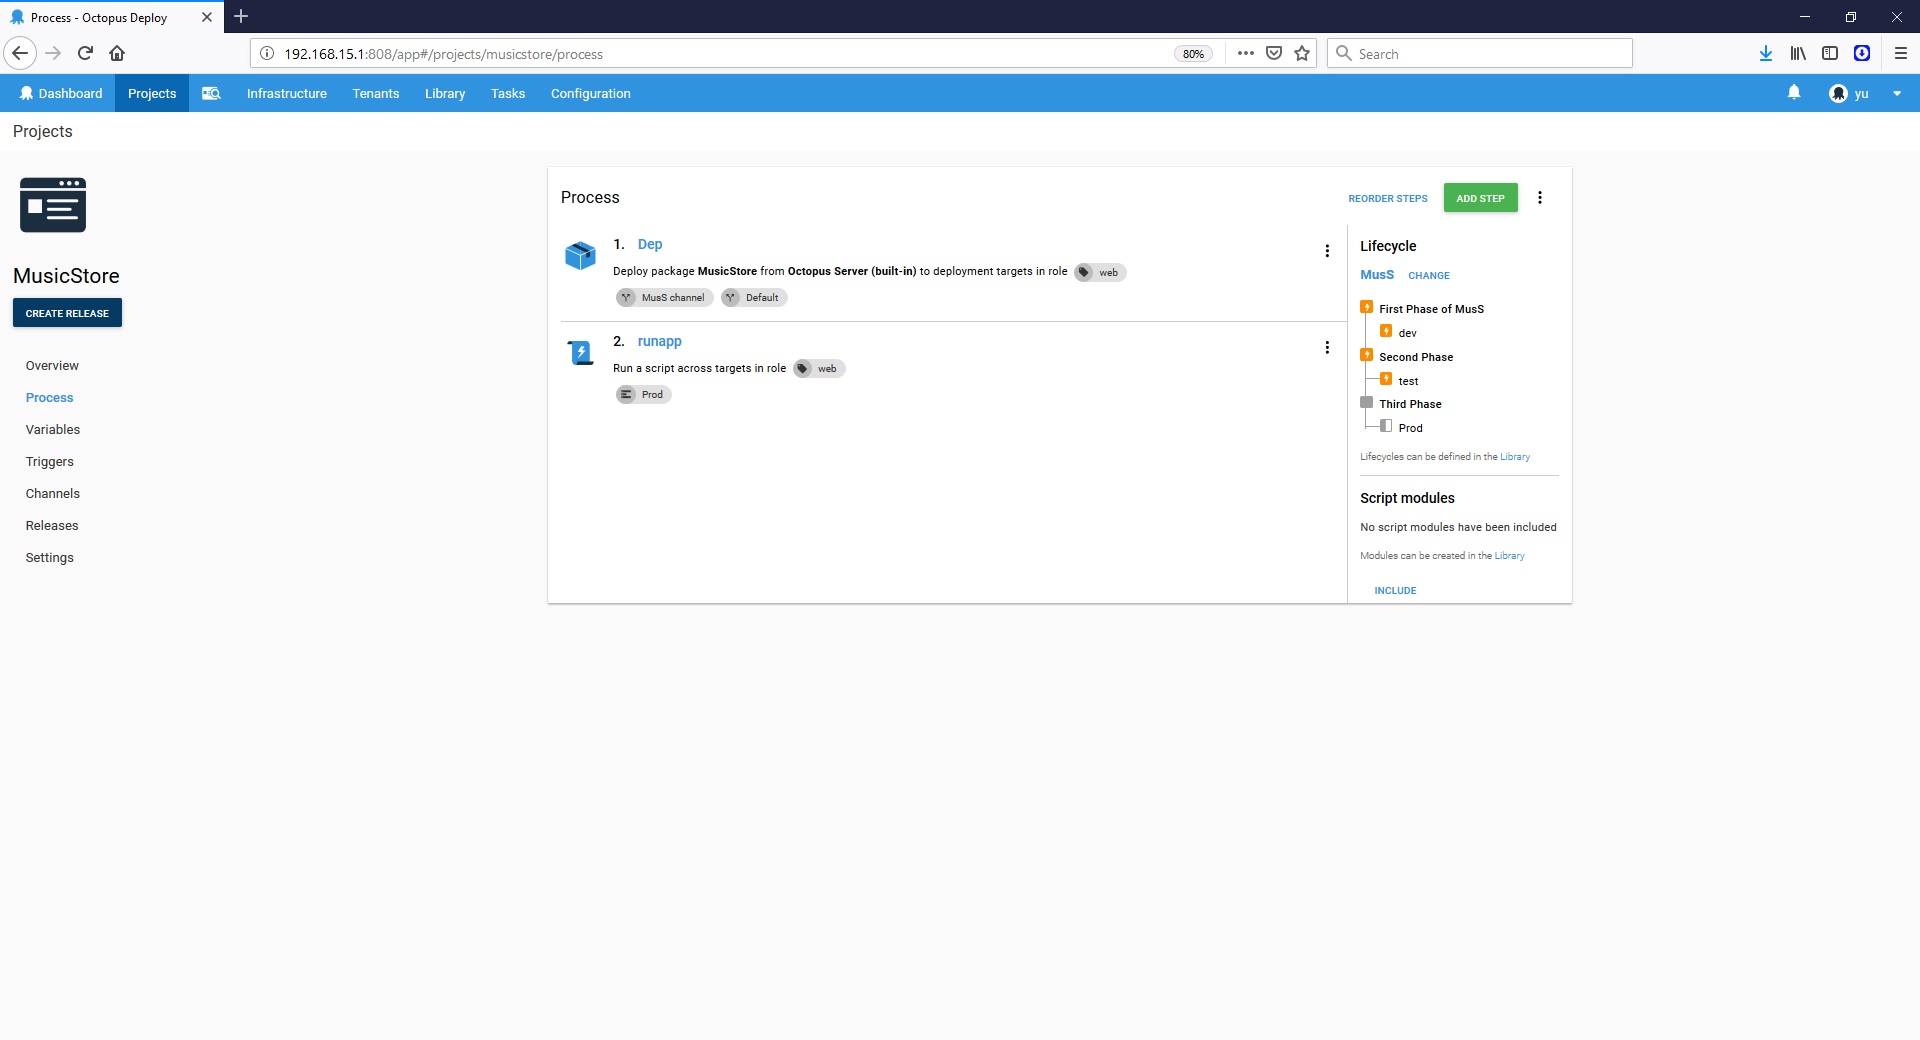 Process - Octopus Deploy
192.168.15.1:808/app#/projects/musicstore/process
80%
Search
Dashboard Projects Infrastructure Tenants Library Tasks Configuration yu
Projects
MusicStore
CREATE RELEASE
Overview
Process
Variables
Triggers
Channels
Releases
Settings
Process REORDER STEPS ADD STEP
1. Dep
Deploy package MusicStore from Octopus Server (built-in) to deployment targets in role web
MusS channel Default
2. runapp
Run a script across targets in role web
Prod
Lifecycle
MusS CHANGE
First Phase of MusS
dev
Second Phase
test
Third Phase
Prod
Lifecycles can be defined in the Library
Script modules
No script modules have been included
Modules can be created in the Library
INCLUDE